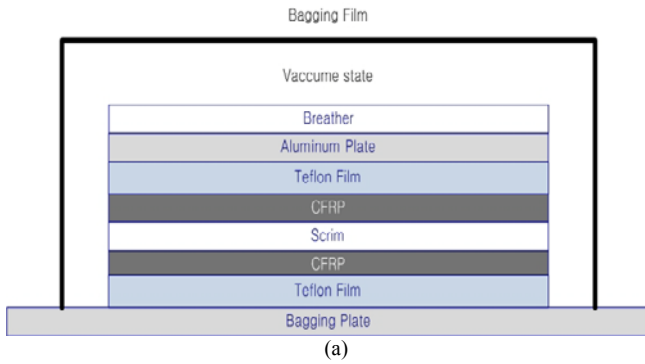 Bagging Film
Vaccume state
Breather
Aluminum Plate
Teflon Film
CFRP
Scrim
CFRP
Teflon Film
Bagging Plate
(a)